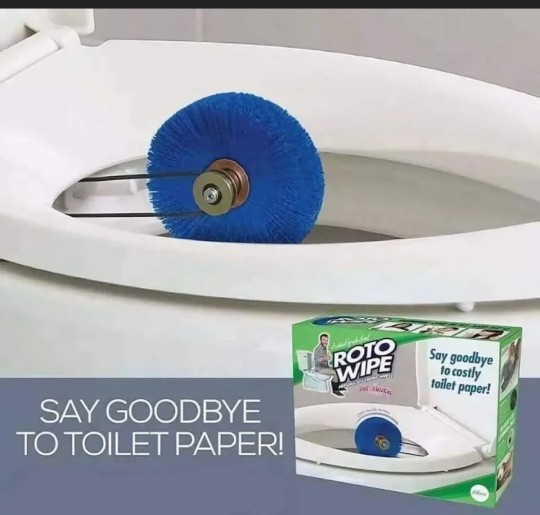 SAY GOODBYE
TO TOILET PAPER!
ROTO
WIPE
Say goodbye
to costly
toilet paper!